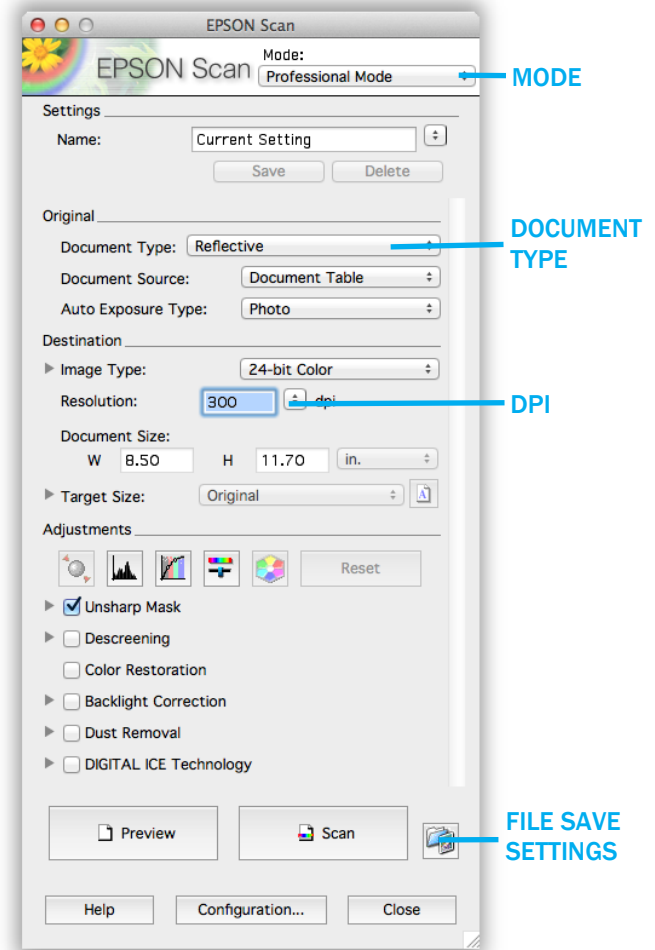 EPSON Scan
EPSON Scan
Mode:
Professional Mode
MODE
Settings
Name: Current Setting
Save Delete
Original
Document Type: Reflective
DOCUMENT
TYPE
Document Source: Document Table
Auto Exposure Type: Photo
Destination
Image Type: 24-bit Color
Resolution: 300 dpi
DPI
Document Size:
W 8.50 H 11.70 in.
Target Size: Original A
Adjustments
Reset
Unsharp Mask
Descreening
Color Restoration
Backlight Correction
Dust Removal
DIGITAL ICE Technology
Preview Scan
FILE SAVE
SETTINGS
Help Configuration... Close